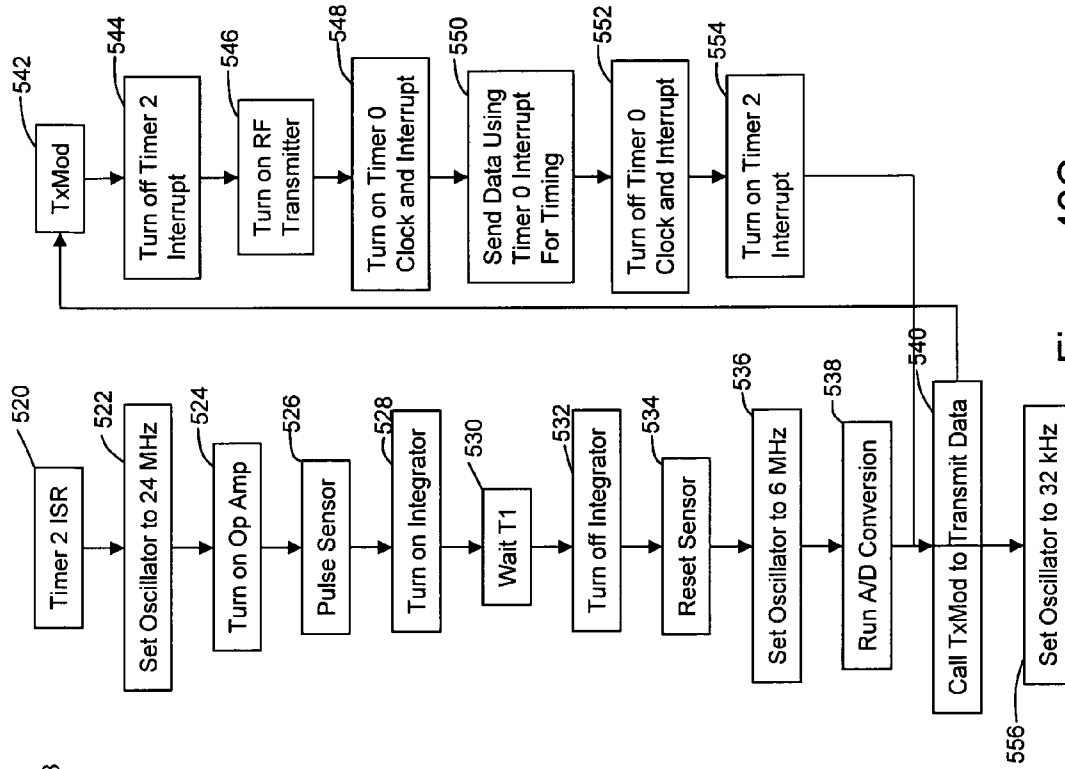 520
Timer 2 ISR
522
Set Oscillator to 24 MHz
524
Turn on Op Amp
526
Pulse Sensor
528
Turn on Integrator
530
Wait T1
532
Turn off Integrator
534
Reset Sensor
536
Set Oscillator to 6 MHz
538
Run A/D Conversion
540
Call TxMod to Transmit Data
556
Set Oscillator to 32 kHz
542
TxMod
544
Turn off Timer 2
Interrupt
546
Turn on RF
Transmitter
548
Turn on Timer 0
Clock and Interrupt
550
Send Data Using
Timer 0 Interrupt
For Timing
552
Turn off Timer 0
Clock and Interrupt
554
Turn on Timer 2
Interrupt